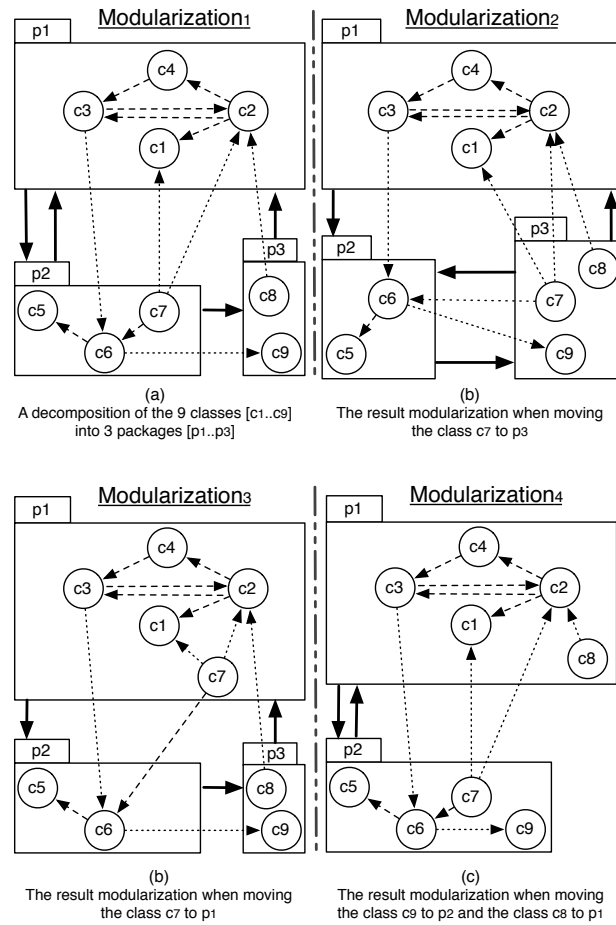 Modularization1
p1
c4
c3
c2
c1
p2
p3
c5
c7
c6
c8
c9
(a)
A decomposition of the 9 classes [c1..c9]
into 3 packages [p1..p3]
Modularization2
p1
c4
c3
c2
c1
p2
p3
c8
c6
c7
c5
c9
(b)
The result modularization when moving
the class c7 to p3
Modularization3
p1
c4
c3
c2
c1
c7
p2
p3
c5
c8
c6
c9
(b)
The result modularization when moving
the class c7 to p1
Modularization4
p1
c4
c3
c2
c1
c8
p2
c5
c7
c6
c9
(c)
The result modularization when moving
the class c9 to p2 and the class c8 to p1